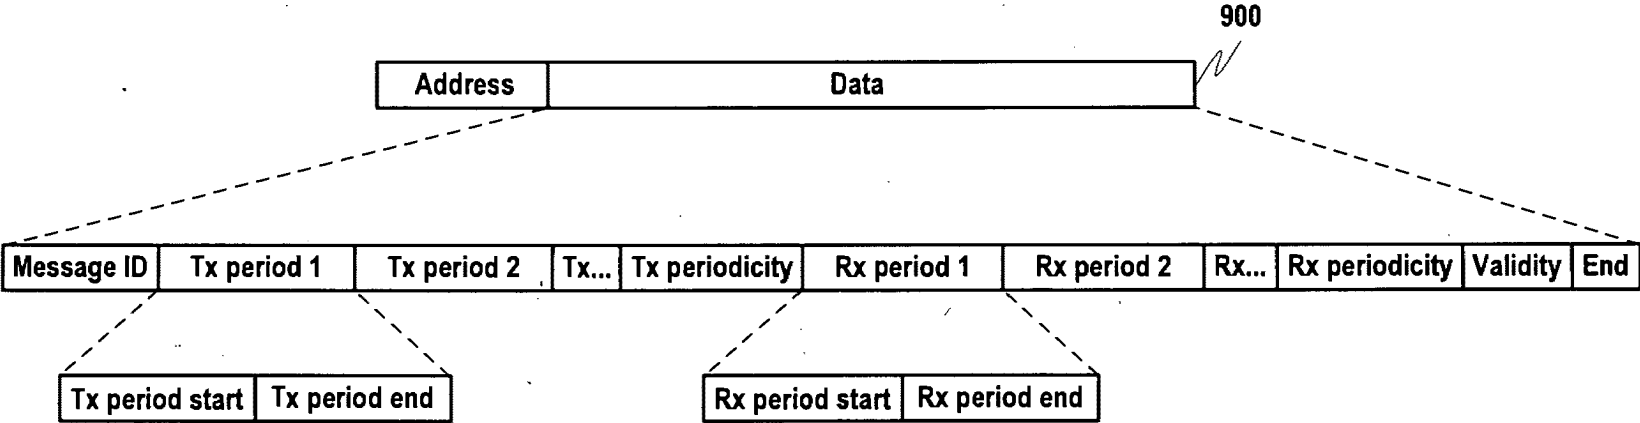 900
Address Data
Message ID Tx period 1 Tx period 2 Tx... Tx periodicity Rx period 1 Rx period 2 Rx... Rx periodicity Validity End
Tx period start Tx period end Rx period start Rx period end